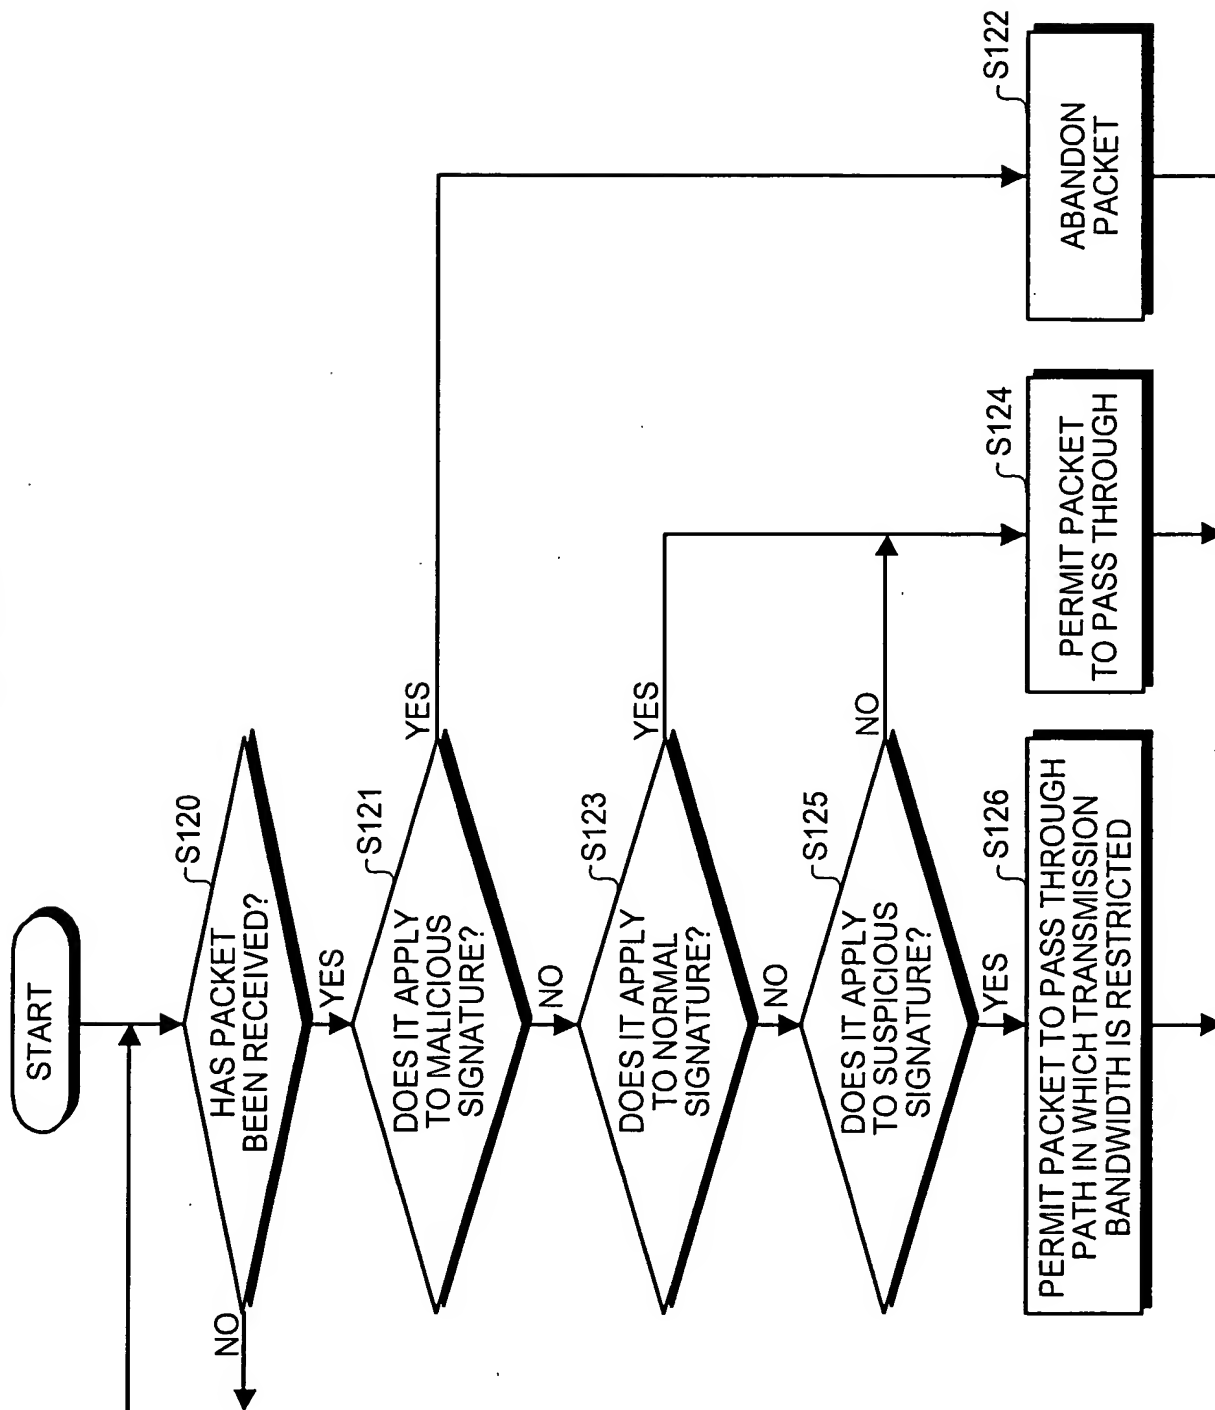 START
S120
HAS PACKET
BEEN RECEIVED?
NO
YES
S121
DOES IT APPLY
TO MALICIOUS
SIGNATURE?
YES
NO
S123
DOES IT APPLY
TO NORMAL
SIGNATURE?
YES
NO
S125
DOES IT APPLY
TO SUSPICIOUS
SIGNATURE?
NO
YES
S126
PERMIT PACKET TO PASS THROUGH
PATH IN WHICH TRANSMISSION
BANDWIDTH IS RESTRICTED
S124
PERMIT PACKET
TO PASS THROUGH
S122
ABANDON
PACKET